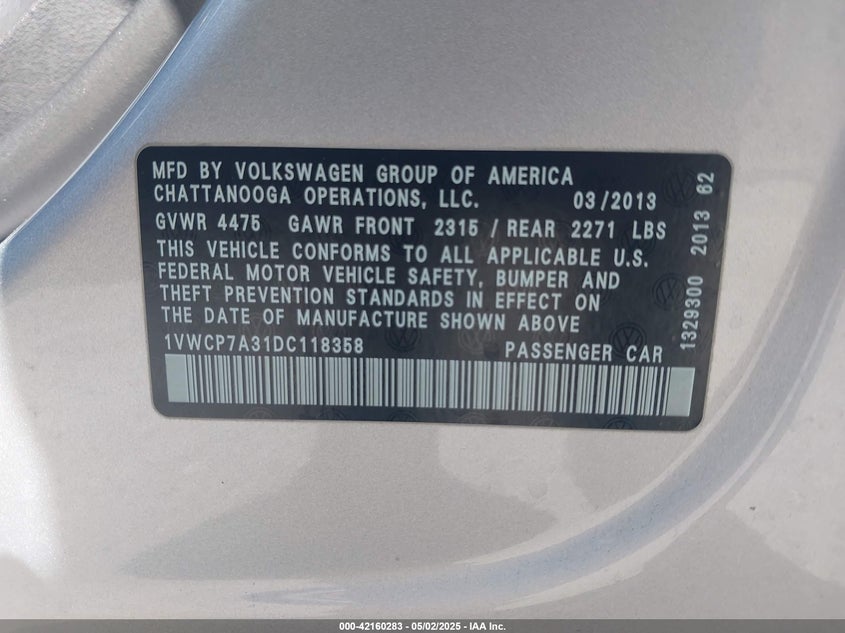 MFD BY VOLKSWAGEN GROUP OF AMERICA
CHATTANOOGA OPERATIONS, LLC. 03/2013
GVWR 4475 GAWR FRONT 2315 / REAR 2271 LBS
THIS VEHICLE CONFORMS TO ALL APPLICABLE U.S.
FEDERAL MOTOR VEHICLE SAFETY, BUMPER AND
THEFT PREVENTION STANDARDS IN EFFECT ON
THE DATE OF MANUFACTURE SHOWN ABOVE
1VWCP7A31DC118358 PASSENGER CAR
1329300 2013 62
000-42160283 - 05/02/2025 - IAA Inc.